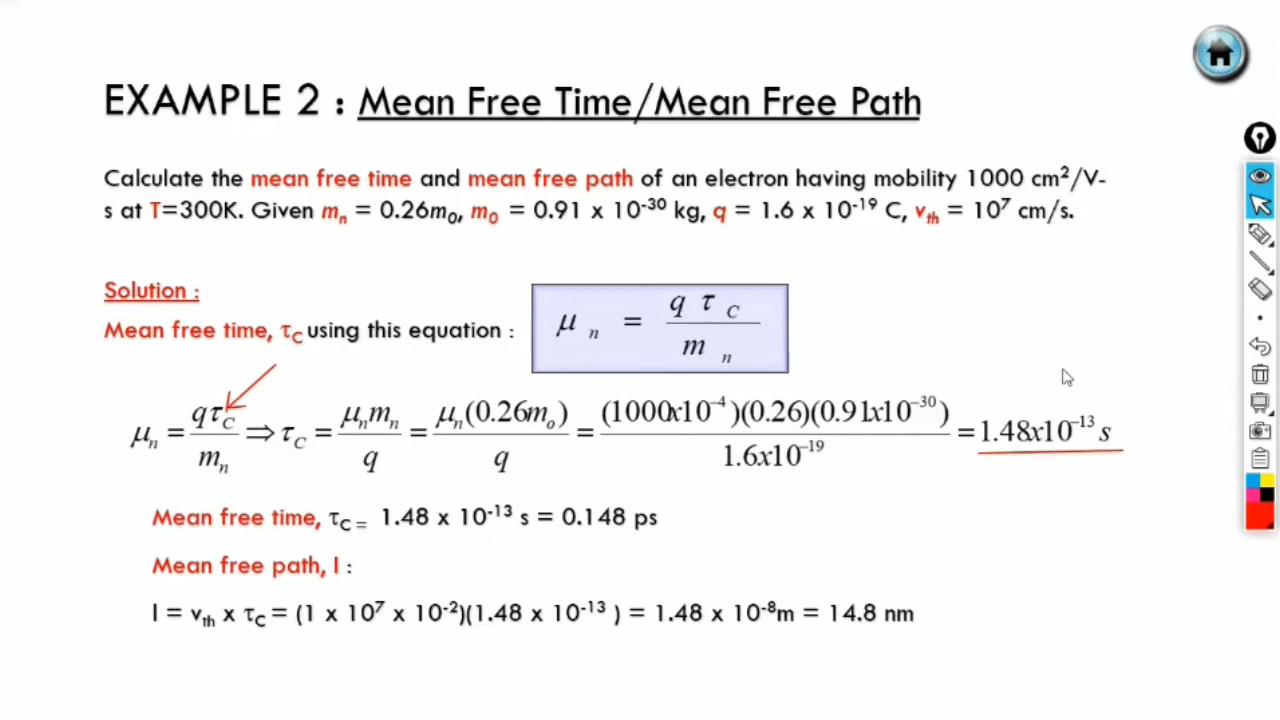 EXAMPLE 2 : Mean Free Time/Mean Free Path
Calculate the mean free time and mean free path of an electron having mobility 1000 cm²/V-
s at T=300K. Given mₙ = 0.26m₀, m₀ = 0.91 x 10⁻³⁰ kg, q = 1.6 x 10⁻¹⁹ C, vₜₕ = 10⁷ cm/s.
Solution :
Mean free time, τ_C using this equation :
μ_n = q τ_C / m_n
μ_n = qτ_C / m_n ⇒ τ_C = μ_n m_n / q = μ_n(0.26m_o) / q = (1000x10⁻⁴)(0.26)(0.91x10⁻³⁰) / 1.6x10⁻¹⁹ = 1.48x10⁻¹³ s
Mean free time, τ_C = 1.48 x 10⁻¹³ s = 0.148 ps
Mean free path, l :
l = vₜₕ x τ_C = (1 x 10⁷ x 10⁻²)(1.48 x 10⁻¹³ ) = 1.48 x 10⁻⁸m = 14.8 nm